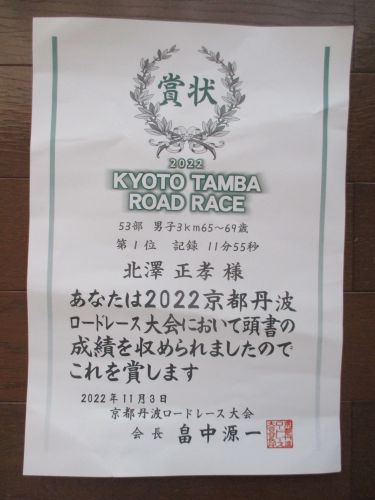 賞状
2022
KYOTO TAMBA
ROAD RACE
53部 男子3km65～69歳
第1位 記録 11分55秒
北澤 正孝 様
あなたは2022京都丹波
ロードレース大会において頭書の
成績を収められましたので
これを賞します
2022年11月3日
京都丹波ロードレース大会
会長 畠中源一